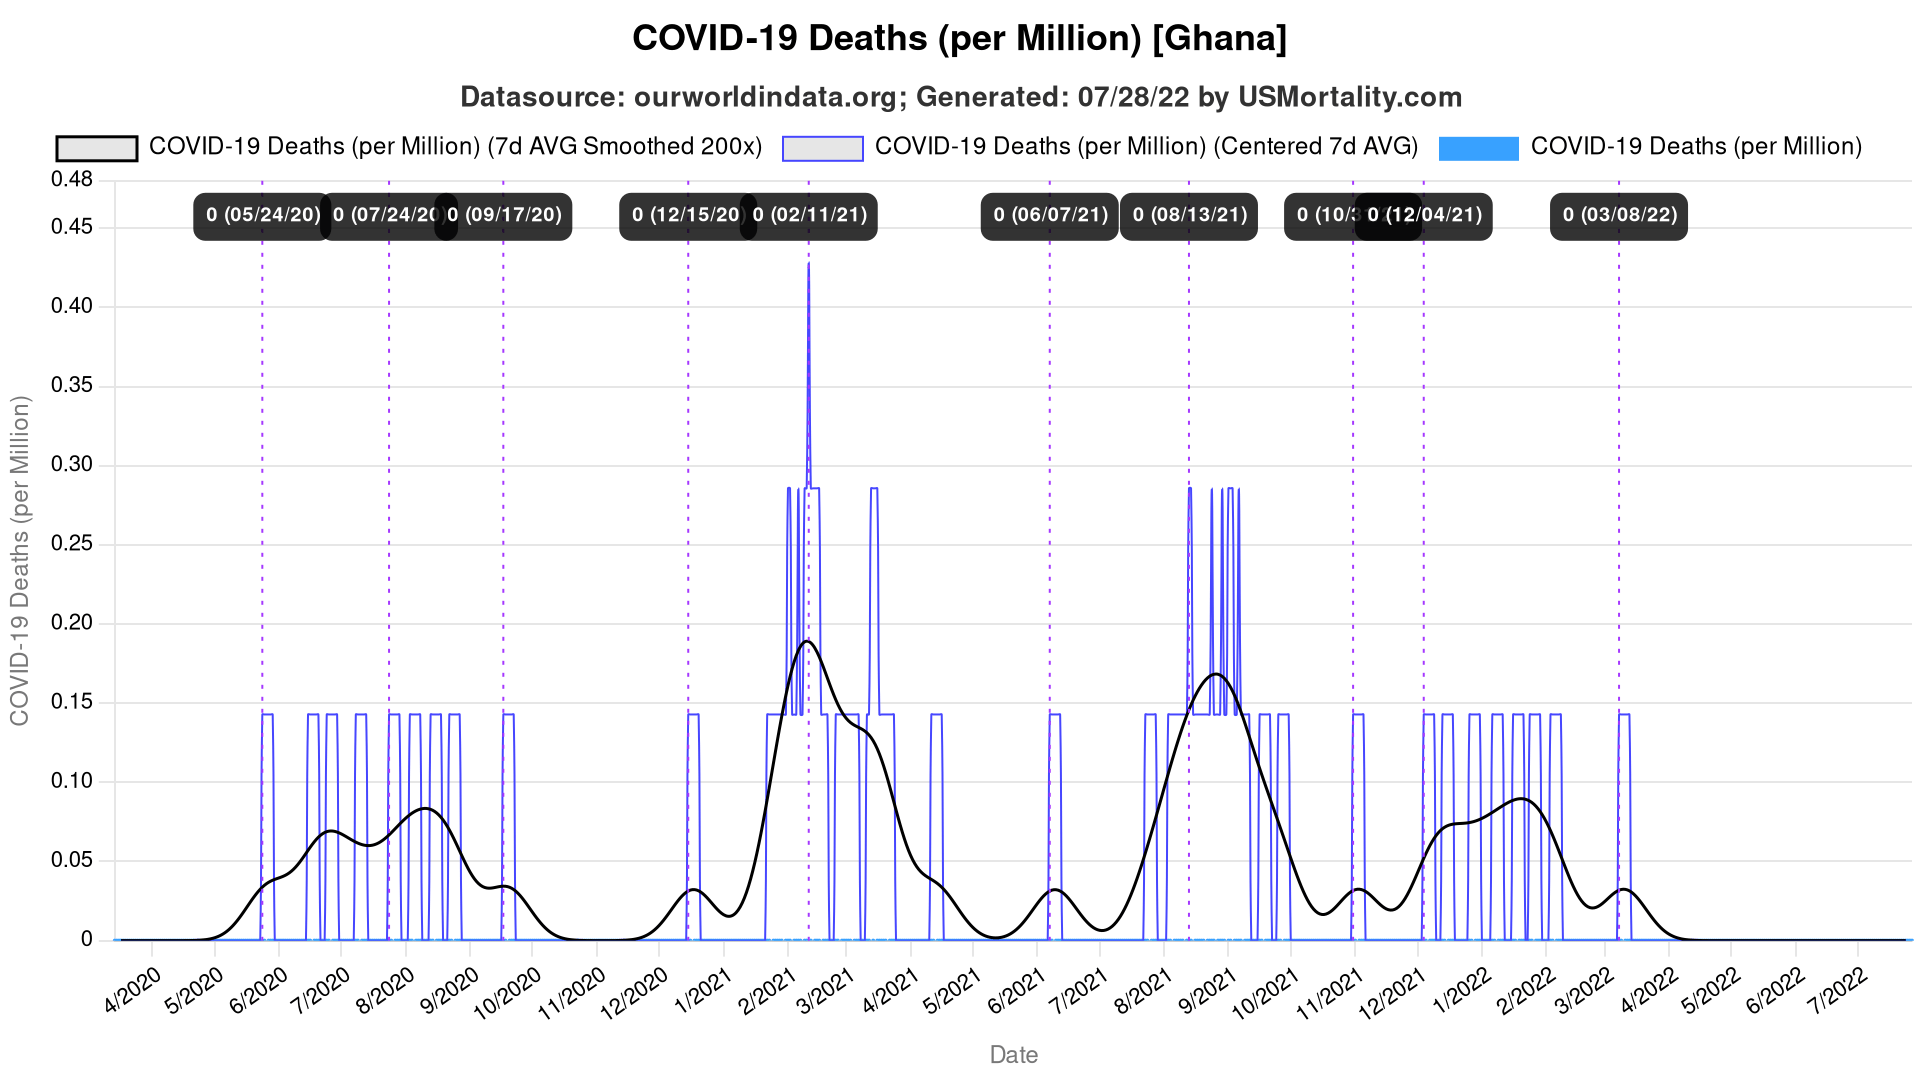 COVID-19 Deaths (per Million) [Ghana]
Datasource: ourworldindata.org; Generated: 07/28/22 by USMortality.com
COVID-19 Deaths (per Million) (7d AVG Smoothed 200x) COVID-19 Deaths (per Million) (Centered 7d AVG) COVID-19 Deaths (per Million)
0 (05/24/20) 0 (07/24/20) 0 (09/17/20) 0 (12/15/20) 0 (02/11/21) 0 (06/07/21) 0 (08/13/21) 0 (12/04/21) 0 (03/08/22)
0.48
0.45
0.40
0.35
0.30
0.25
0.20
0.15
0.10
0.05
0
COVID-19 Deaths (per Million)
4/2020 5/2020 6/2020 7/2020 8/2020 9/2020 10/2020 11/2020 12/2020 1/2021 2/2021 3/2021 4/2021 5/2021 6/2021 7/2021 8/2021 9/2021 10/2021 11/2021 12/2021 1/2022 2/2022 3/2022 4/2022 5/2022 6/2022 7/2022
Date